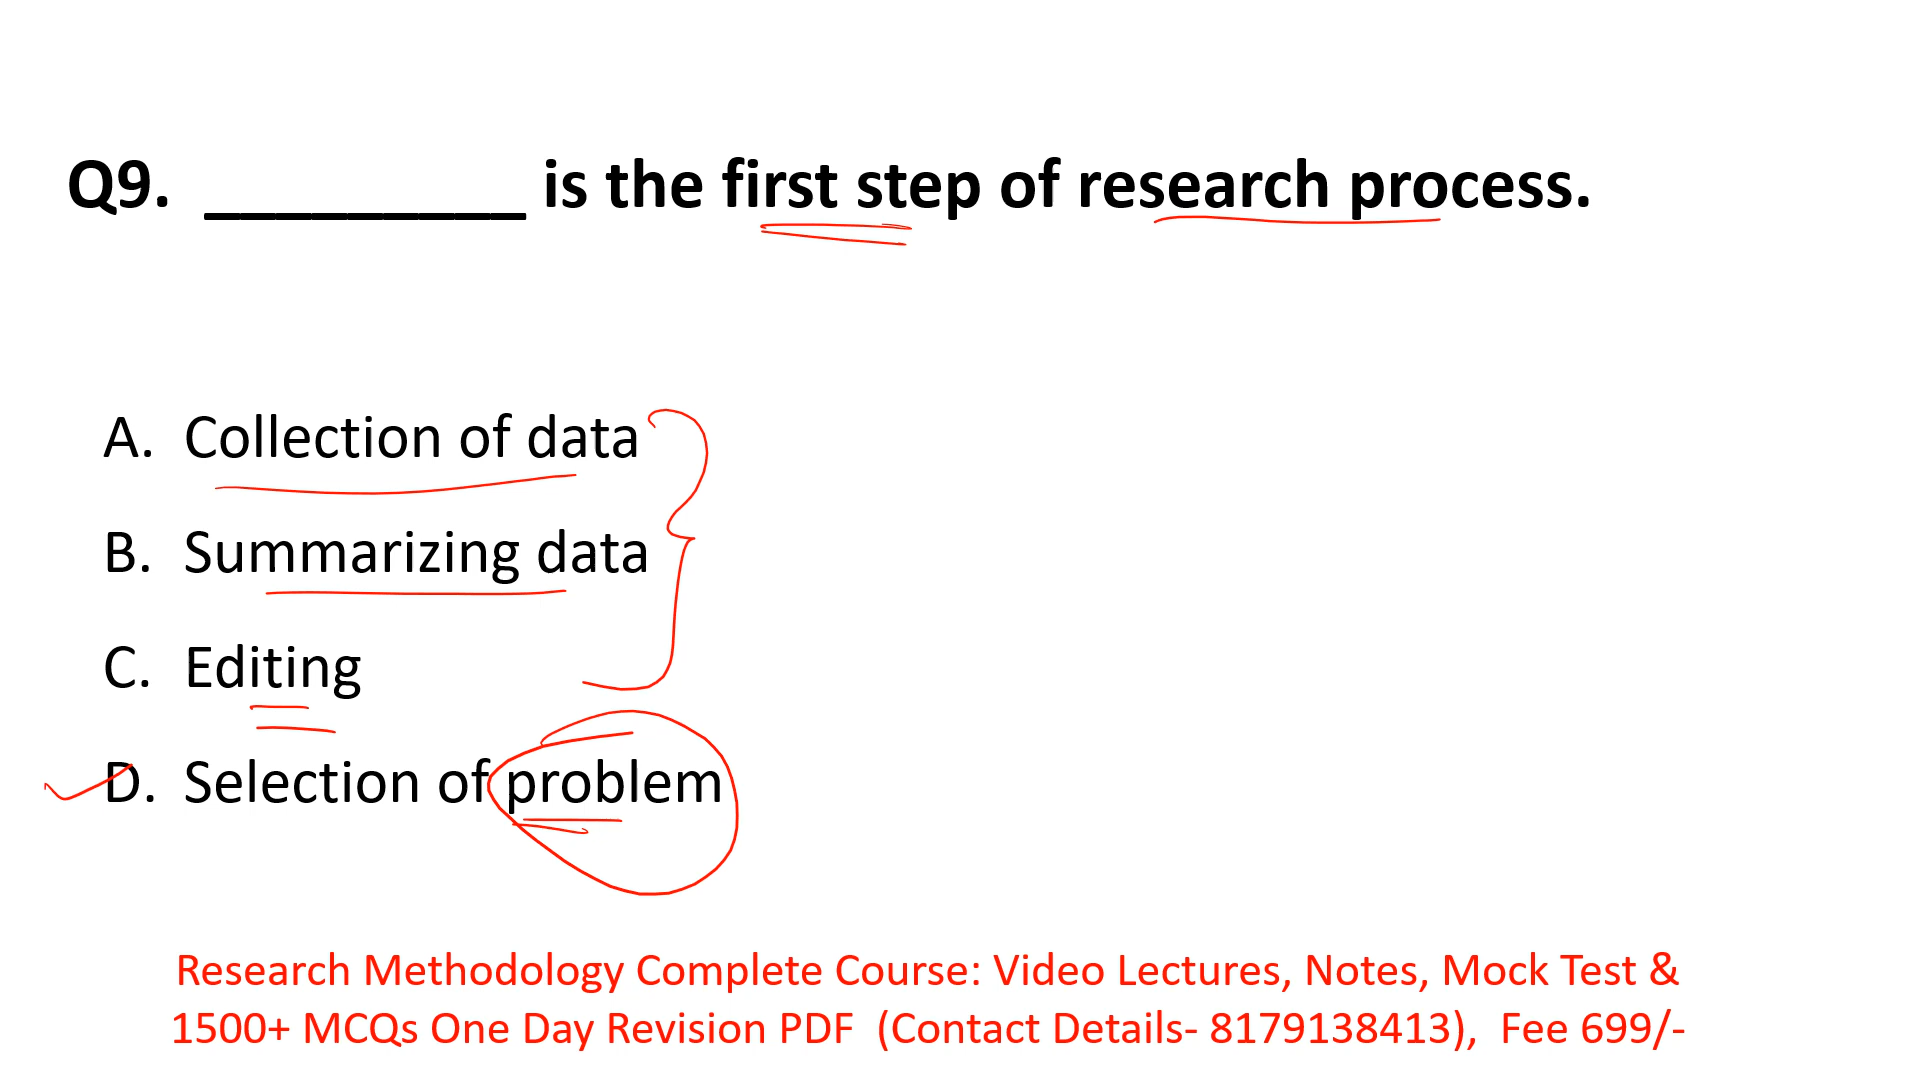 Q9. _________ is the first step of research process.
A. Collection of data
B. Summarizing data
C. Editing
D. Selection of problem
Research Methodology Complete Course: Video Lectures, Notes, Mock Test &
1500+ MCQs One Day Revision PDF (Contact Details- 8179138413), Fee 699/-